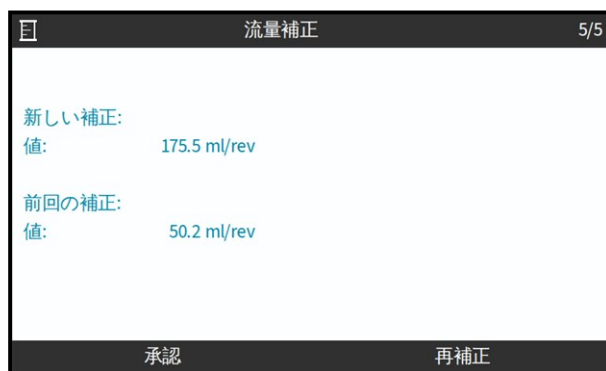 流量補正 5/5
新しい補正:
値: 175.5 ml/rev
前回の補正:
値: 50.2 ml/rev
承認 再補正